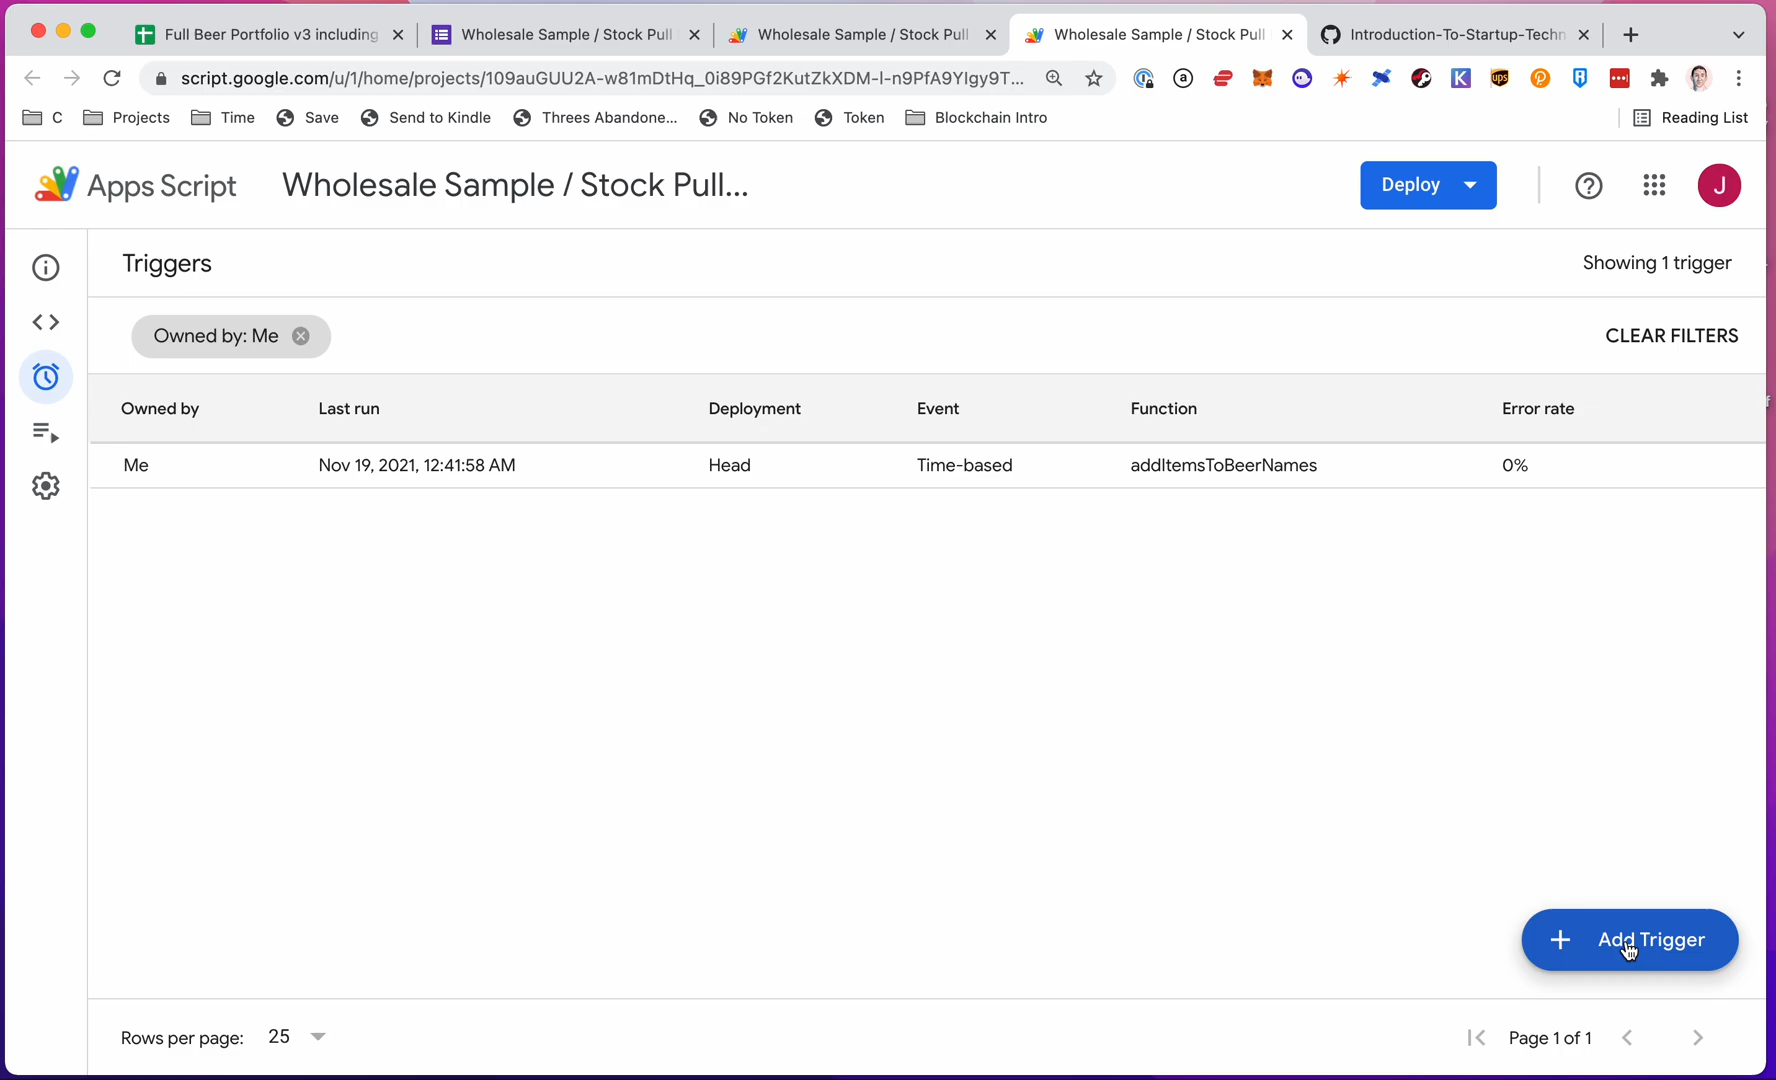 Full Beer Portfolio v3 including
Wholesale Sample / Stock Pull
Wholesale Sample / Stock Pull
Wholesale Sample / Stock Pull
Introduction-To-Startup-Techn
script.google.com/u/1/home/projects/109auGUU2A-w81mDtHq_0i89PGf2KutZkXDM-I-n9PfA9YIgy9T...
C
Projects
Time
Save
Send to Kindle
Threes Abandone...
No Token
Token
Blockchain Intro
Reading List
Apps Script
Wholesale Sample / Stock Pull...
Deploy
J
Triggers
Showing 1 trigger
Owned by: Me
CLEAR FILTERS
Owned by Last run Deployment Event Function Error rate
Me Nov 19, 2021, 12:41:58 AM Head Time-based addItemsToBeerNames 0%
Add Trigger
Rows per page: 25
Page 1 of 1